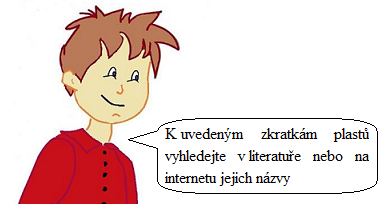 K uvedeným zkratkám plastů
vyhledejte v literatuře nebo na
internetu jejich názvy